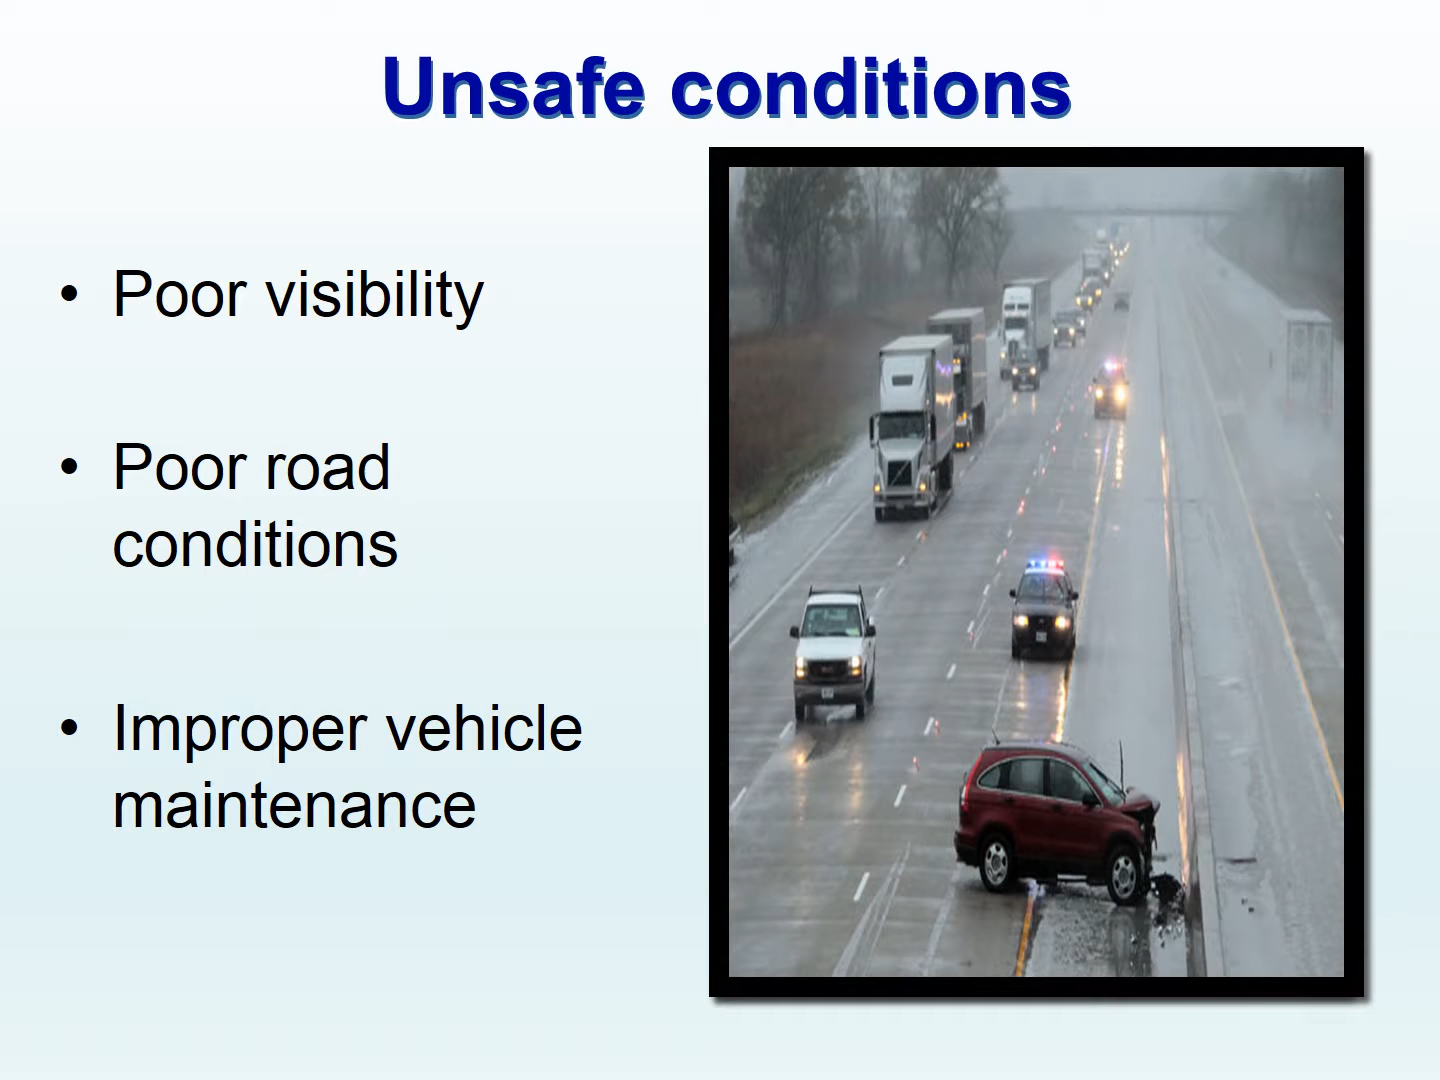 Unsafe conditions
• Poor visibility
• Poor road
conditions
• Improper vehicle
maintenance